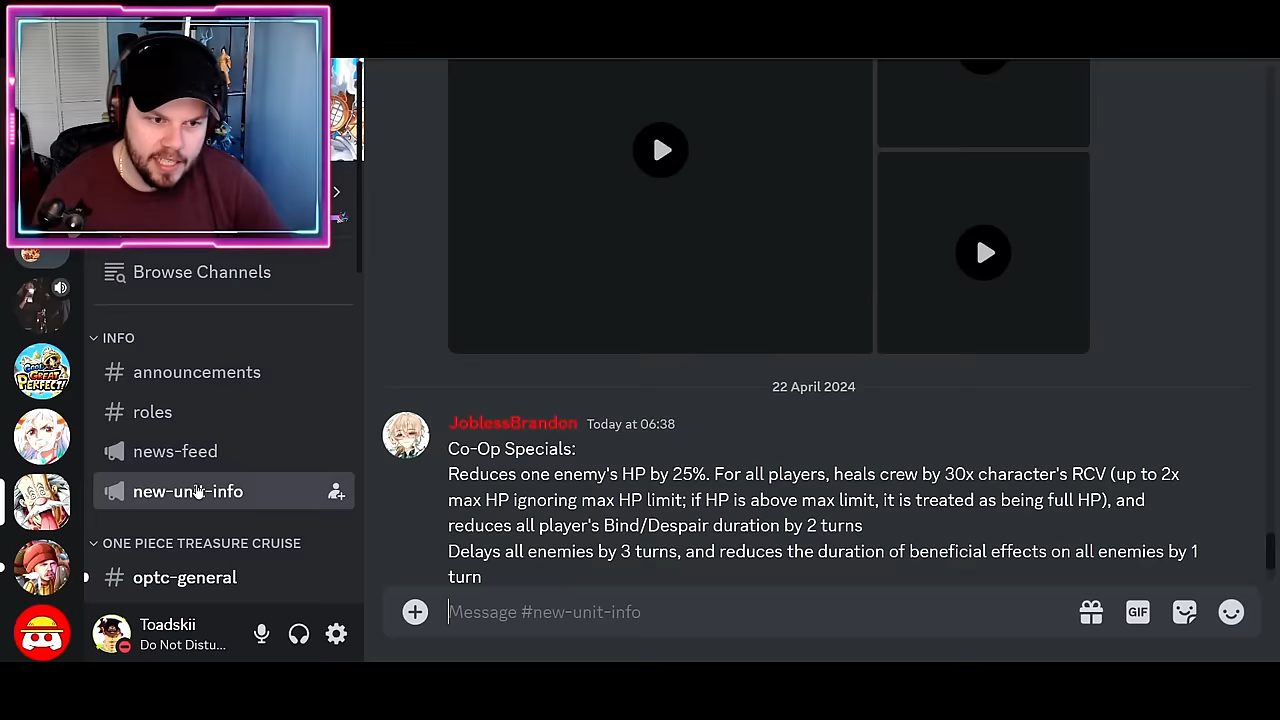 Browse Channels
INFO
announcements
roles
news-feed
new-unit-info
ONE PIECE TREASURE CRUISE
optc-general
Toadskii
Do Not Distu...
22 April 2024
JoblessBrandon Today at 06:38
Co-Op Specials:
Reduces one enemy's HP by 25%. For all players, heals crew by 30x character's RCV (up to 2x
max HP ignoring max HP limit; if HP is above max limit, it is treated as being full HP), and
reduces all player's Bind/Despair duration by 2 turns
Delays all enemies by 3 turns, and reduces the duration of beneficial effects on all enemies by 1
turn
Message #new-unit-info
GIF